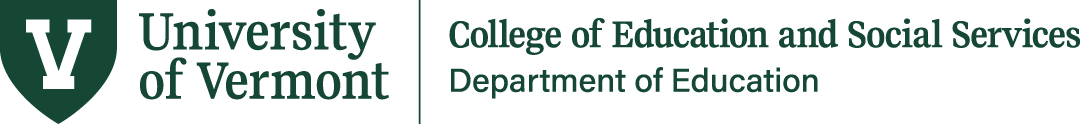 V
University
of Vermont
College of Education and Social Services
Department of Education